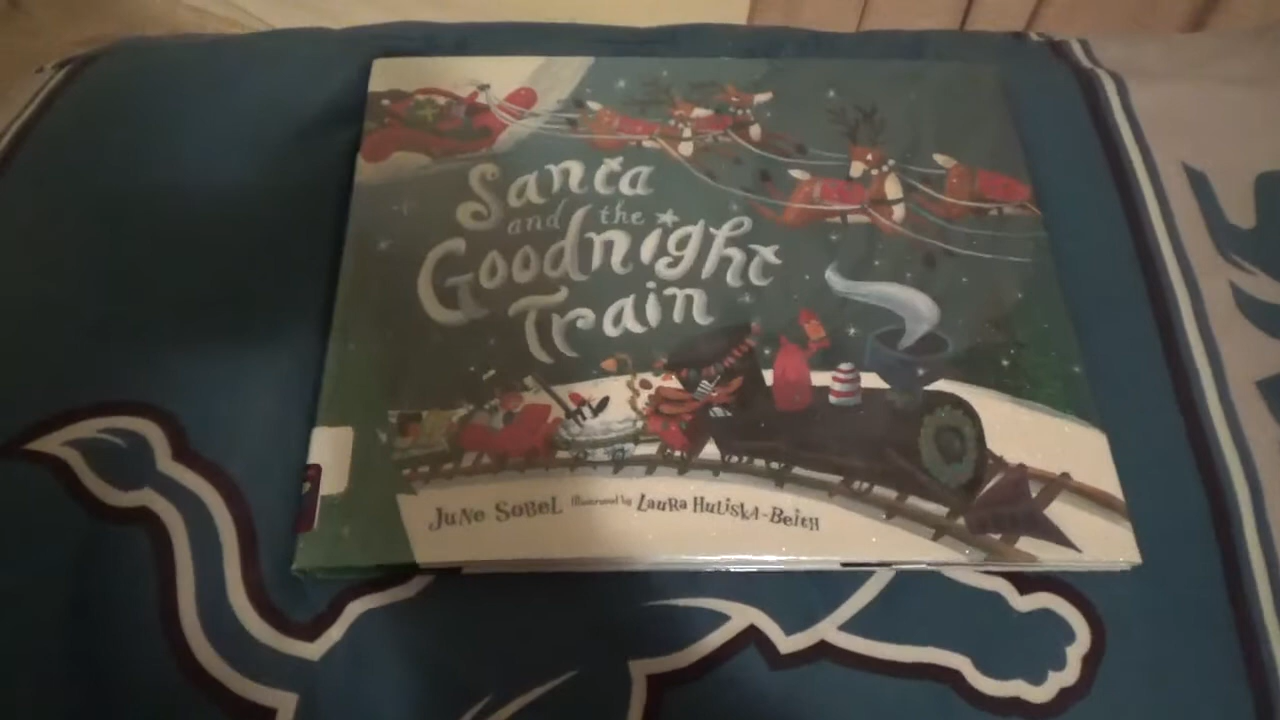 Santa
and the
Goodnight
Train
June Sobel Illustrated by Laura Huliska-Beith